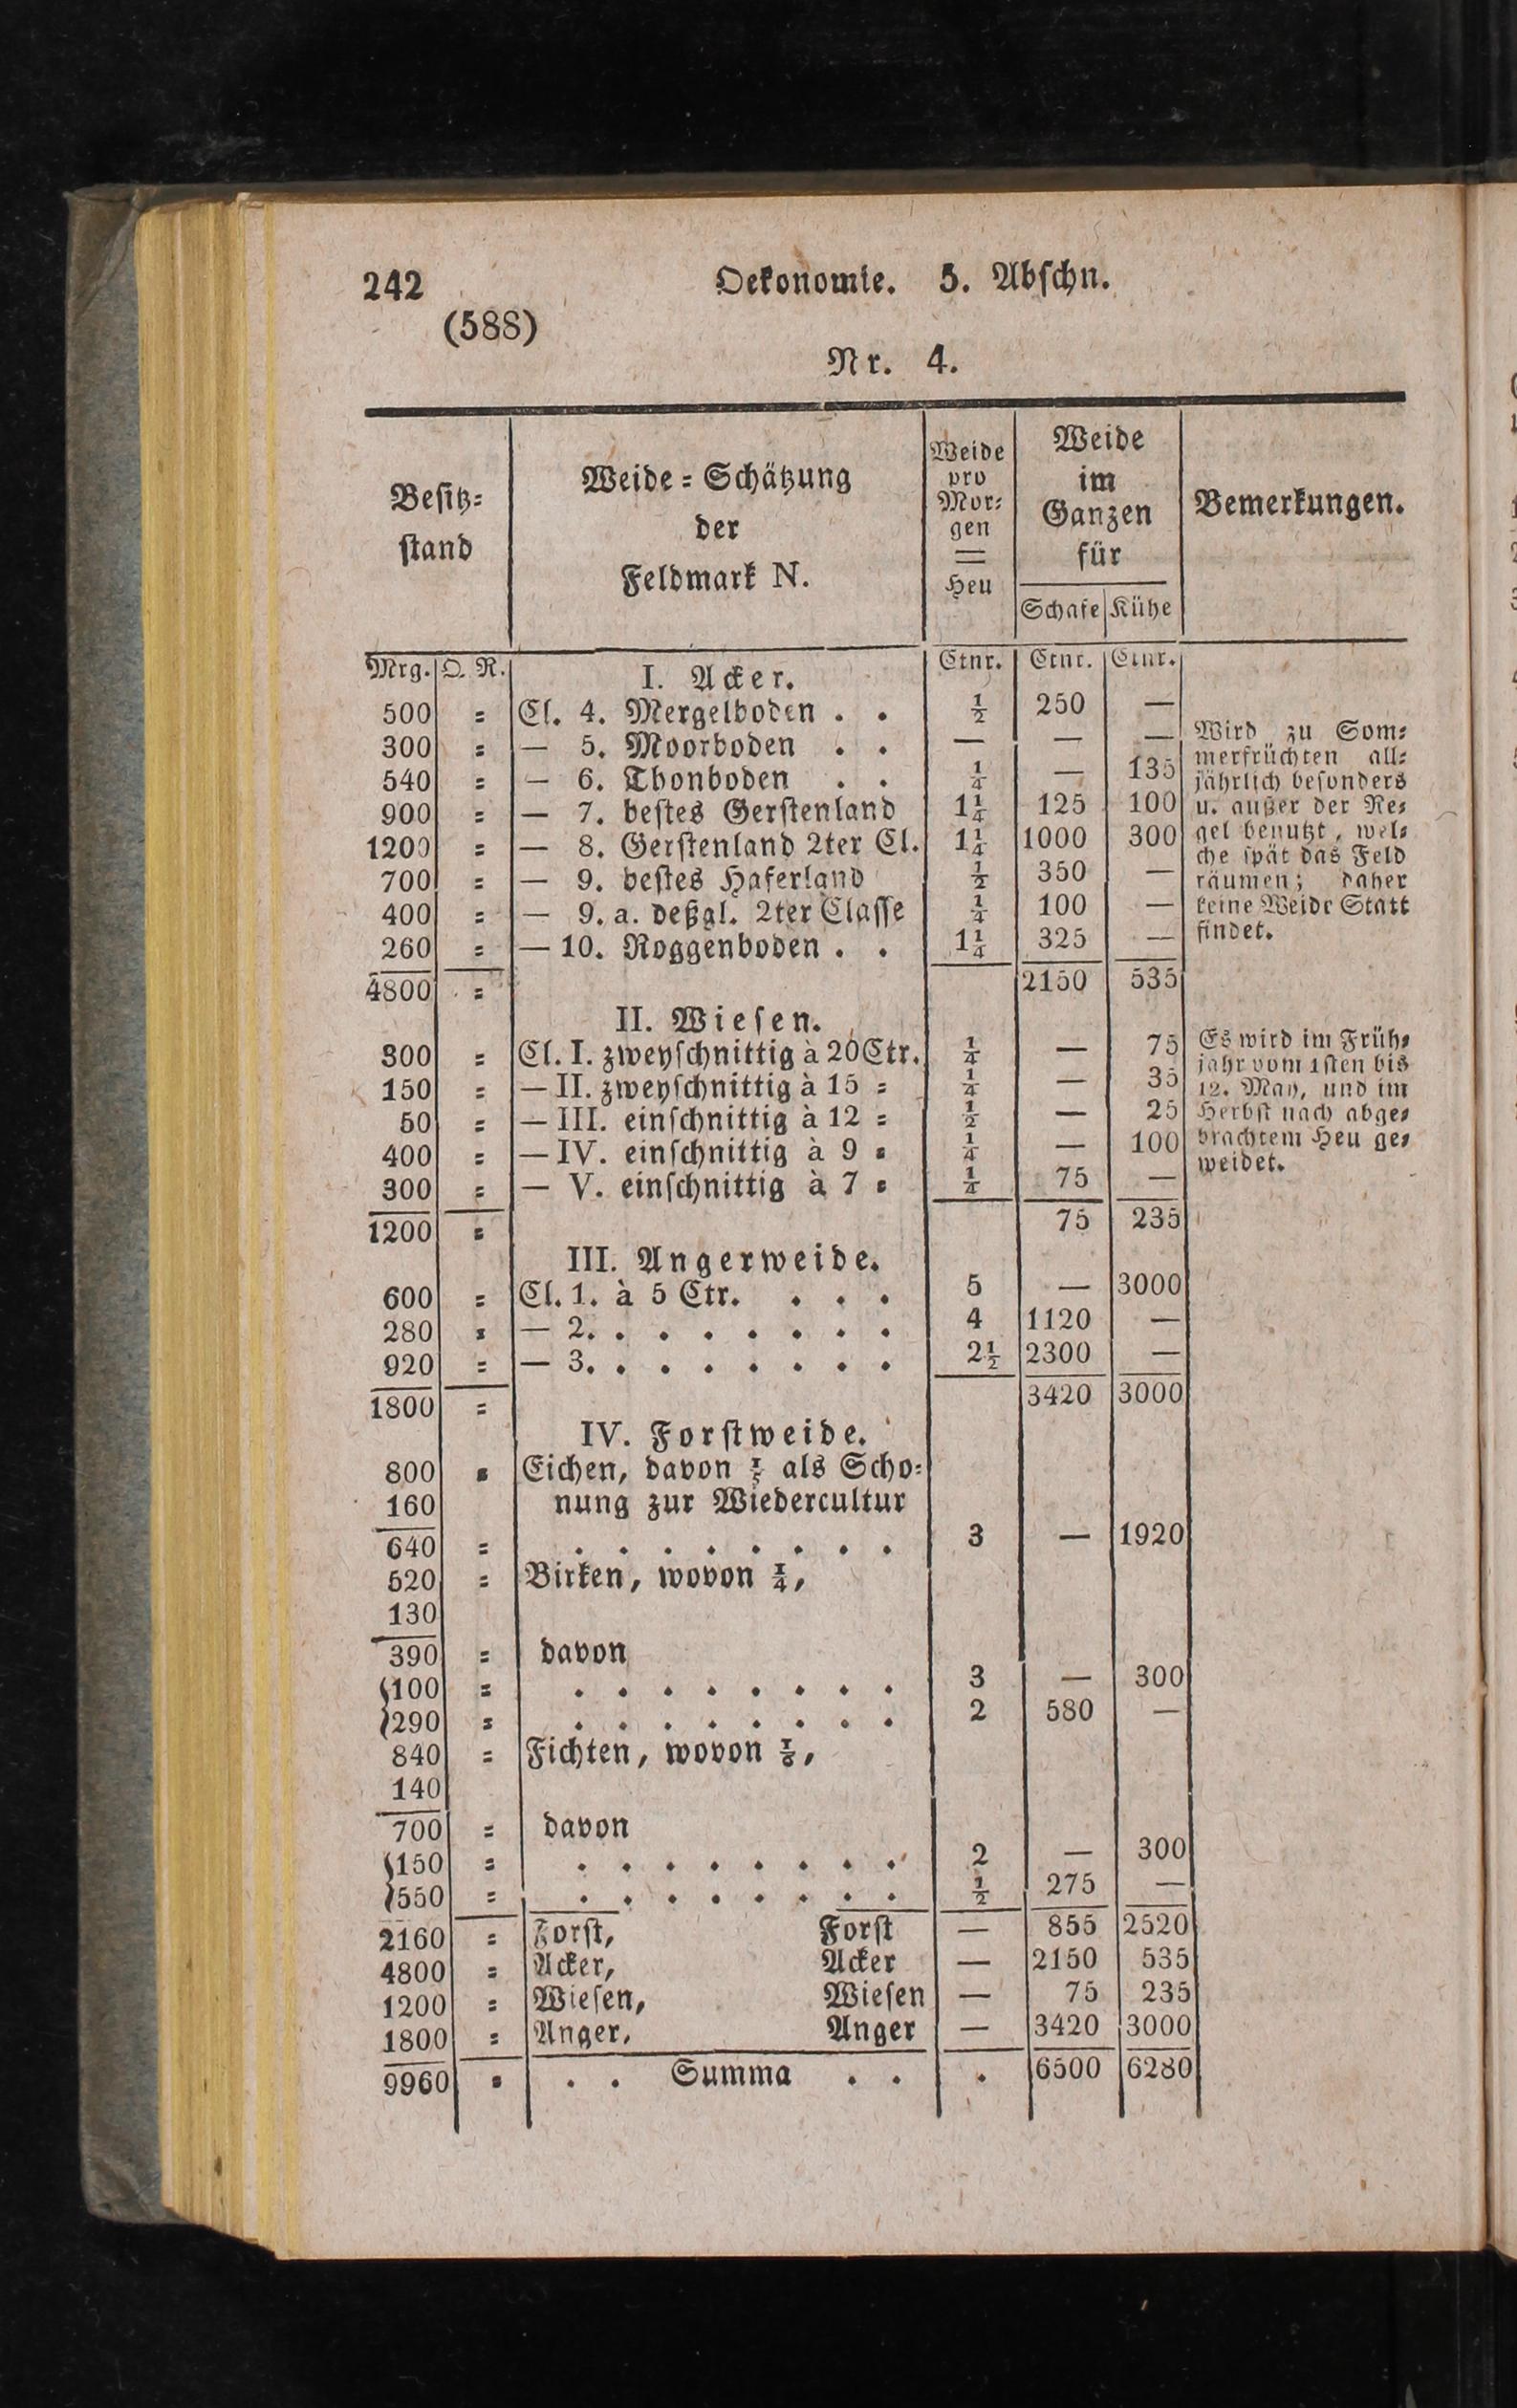 242 Oekonomie. 5. Abschn.
(588)
Nr. 4.
Besitz=
stand
Weide=Schätzung
der
Feldmark N.
Weide
pro
Mor=
gen
=
Heu
Weide
im
Ganzen
für
Schafe Kühe
Bemerkungen.
Mrg. Q. R. I. Acker. Ctnr. Ctnr. Ctnr.
500 = Cl. 4. Mergelboden . . ½ 250 —
300 = — 5. Moorboden . . — — —
540 = — 6. Thonboden . . ¼ — 135
900 = — 7. bestes Gerstenland 1¼ 125 100
1200 = — 8. Gerstenland 2ter Cl. 1¼ 1000 300
700 = — 9. bestes Haferland ½ 350 —
400 = — 9. a. deßgl. 2ter Classe ¼ 100 —
260 = — 10. Roggenboden . . 1¼ 325 —
4800 = 2150 535
Wird zu Som=
merfrüchten all=
jährlich besonders
u. außer der Re=
gel benutzt, wel=
che spät das Feld
räumen; daher
keine Weide Statt
findet.
II. Wiesen.
300 = Cl. I. zweyschnittig à 20 Ctr. ¼ — 75
150 = — II. zweyschnittig à 15 = ¼ — 35
50 = — III. einschnittig à 12 = ½ — 25
400 = — IV. einschnittig à 9 = ¼ — 100
300 = — V. einschnittig à 7 = ¼ 75 —
1200 = 75 235
Es wird im Früh=
jahr vom 1sten bis
12. May, und im
Herbst nach abge=
brachtem Heu ge=
weidet.
III. Angerweide.
600 = Cl. 1. à 5 Ctr. . . . 5 — 3000
280 = — 2. . . . . . . . 4 1120 —
920 = — 3. . . . . . . . 2½ 2300 —
1800 = 3420 3000
IV. Forstweide.
800 = Eichen, davon ⅕ als Scho=
160 nung zur Wiedercultur
640 = . . . . . . . . 3 — 1920
520 = Birken, wovon ¼,
130
390 = davon
{100 = . . . . . . . . 3 — 300
{290 = . . . . . . . . 2 580 —
840 = Fichten, wovon ⅙,
140
700 = davon
{150 = . . . . . . . . 2 — 300
{550 = . . . . . . . . ½ 275 —
2160 = Forst, Forst — 855 2520
4800 = Acker, Acker — 2150 535
1200 = Wiesen, Wiesen — 75 235
1800 = Anger, Anger — 3420 3000
9960 = . . Summa . . . 6500 6280